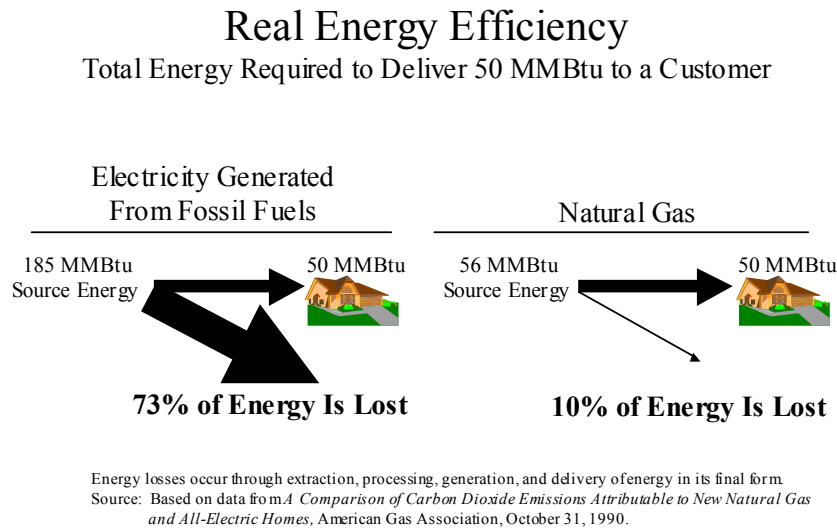 Real Energy Efficiency
Total Energy Required to Deliver 50 MMBtu to a Customer
Electricity Generated
From Fossil Fuels
185 MMBtu
Source Energy
50 MMBtu
73% of Energy Is Lost
Natural Gas
56 MMBtu
Source Energy
50 MMBtu
10% of Energy Is Lost
Energy losses occur through extraction, processing, generation, and delivery of energy in its final form.
Source: Based on data from A Comparison of Carbon Dioxide Emissions Attributable to New Natural Gas
and All-Electric Homes, American Gas Association, October 31, 1990.